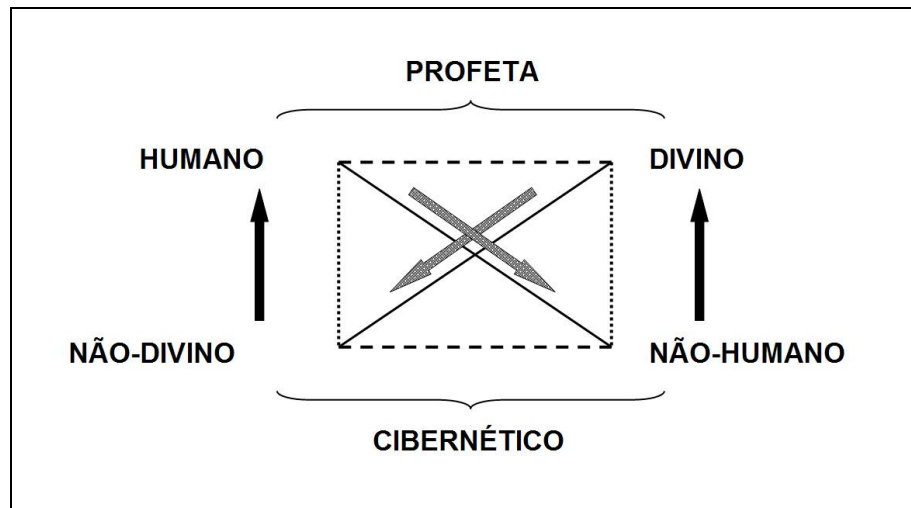 PROFETA
HUMANO
DIVINO
NÃO-DIVINO
NÃO-HUMANO
CIBERNÉTICO